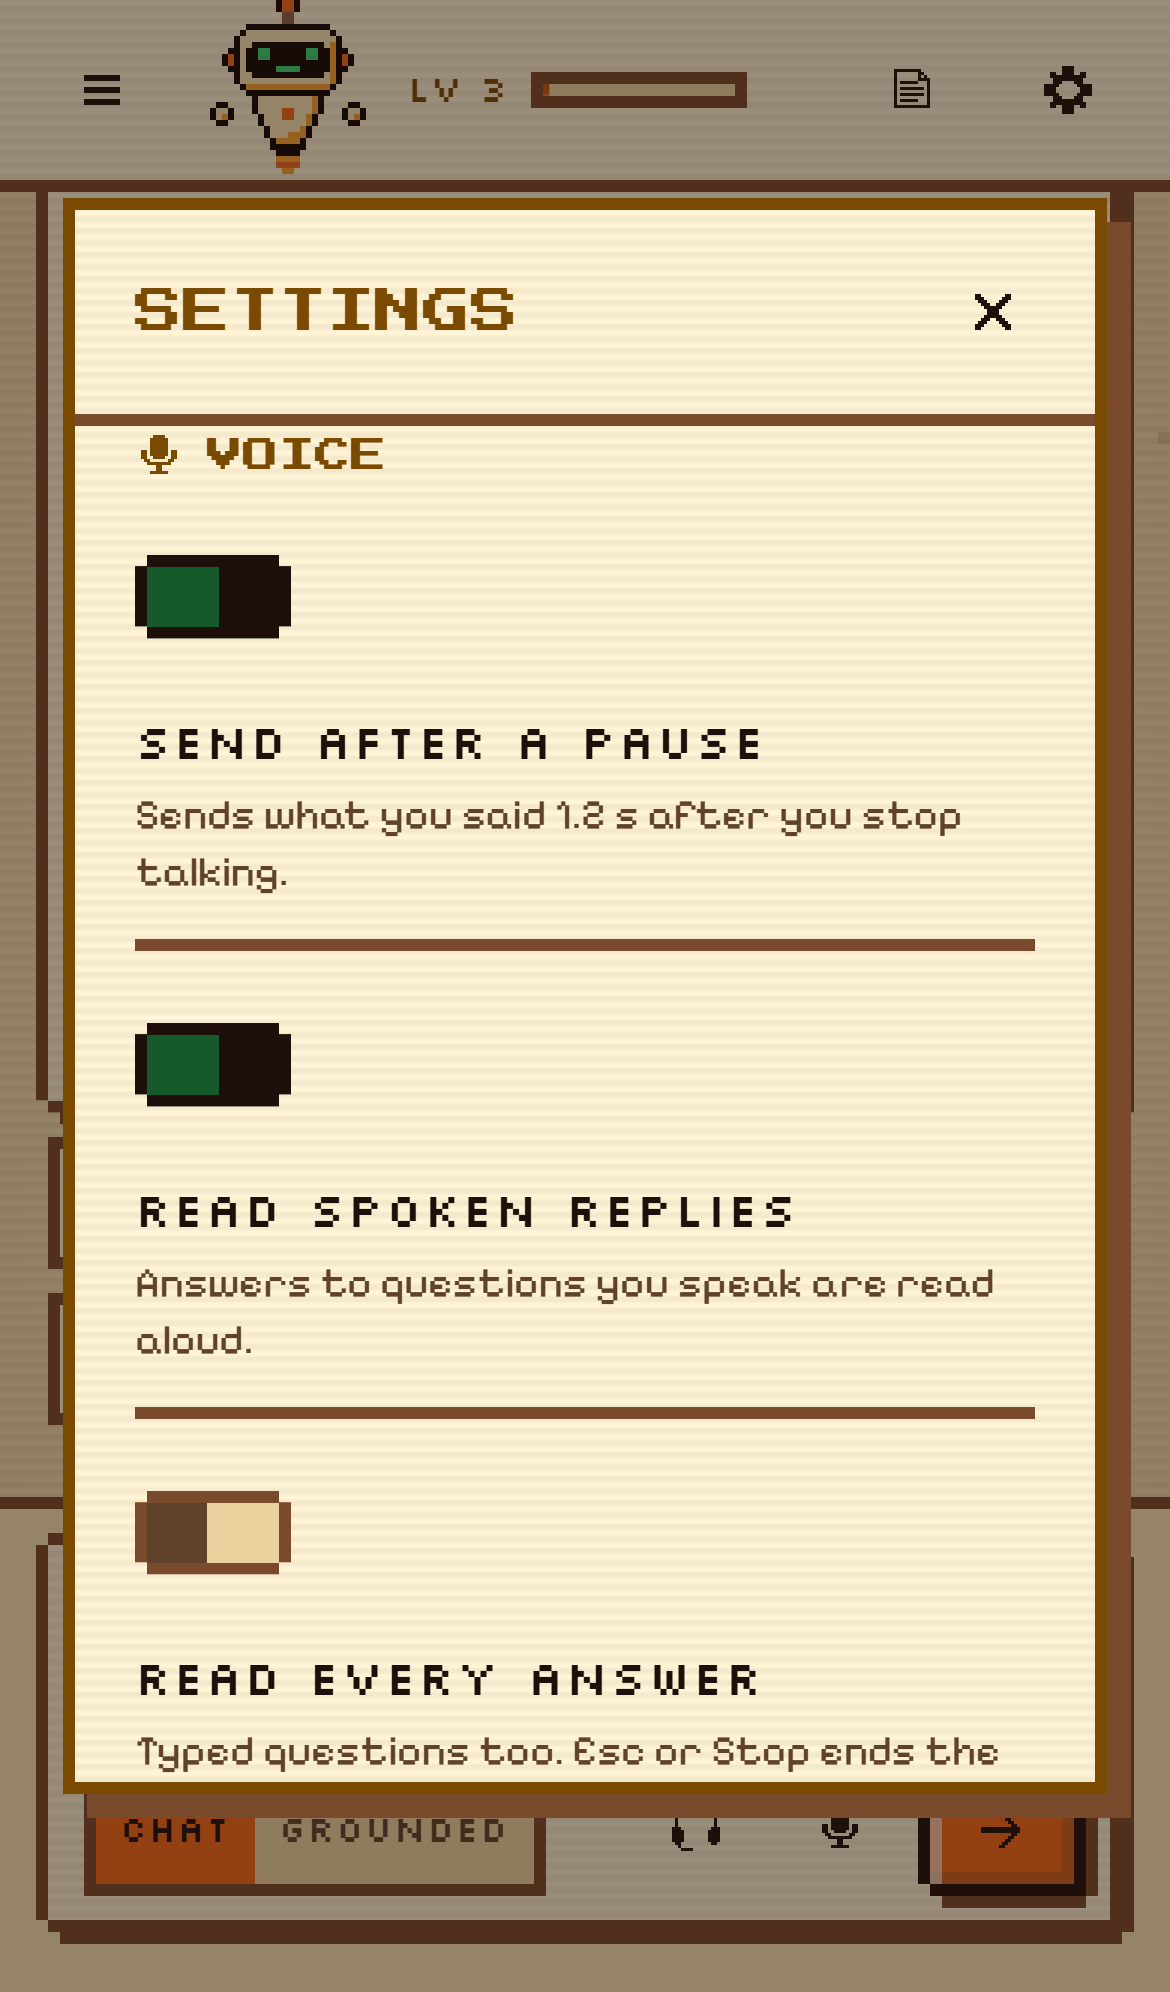 LV 3
SETTINGS
VOICE
SEND AFTER A PAUSE
Sends what you said 1.2 s after you stop
talking.
READ SPOKEN REPLIES
Answers to questions you speak are read
aloud.
READ EVERY ANSWER
Typed questions too. Esc or Stop ends the
CHAT GROUNDED